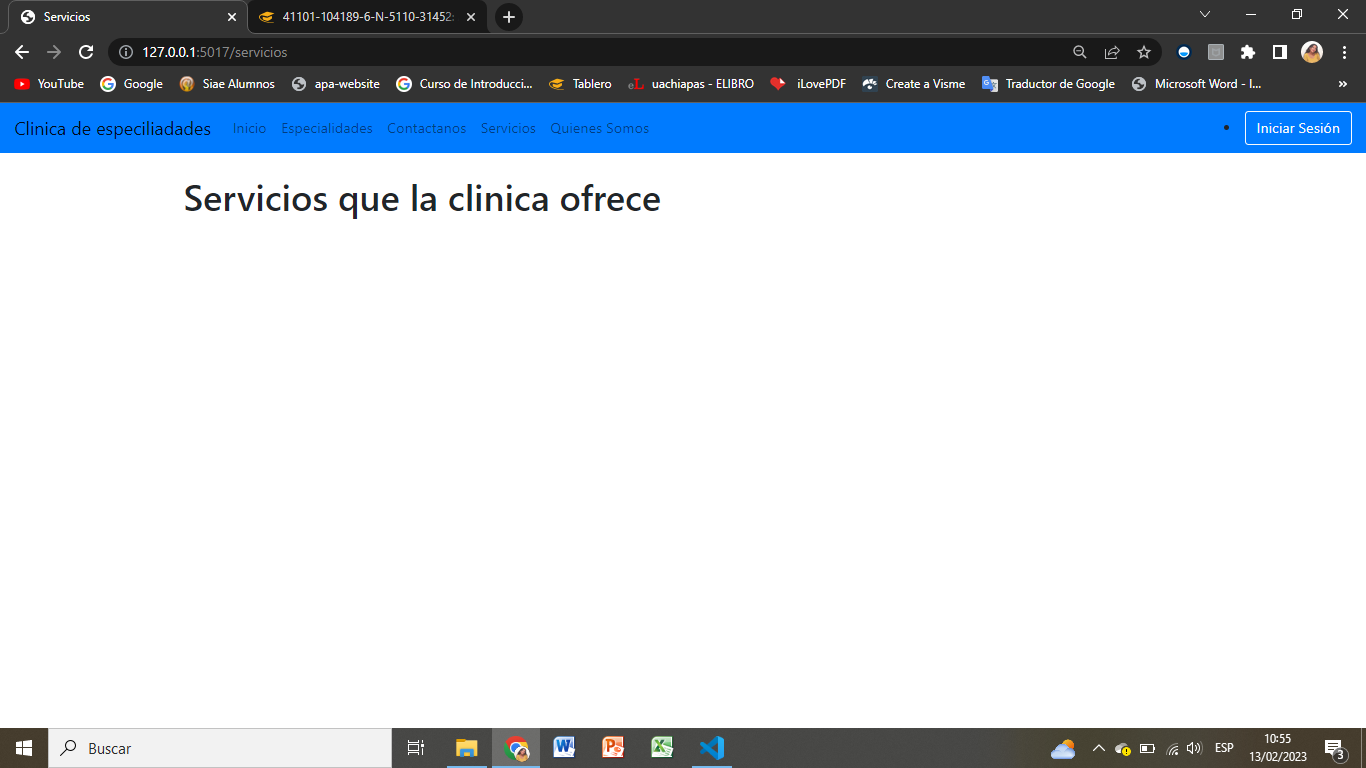 Servicios
41101-104189-6-N-5110-31452
127.0.0.1:5017/servicios
YouTube Google Siae Alumnos apa-website Curso de Introducci... Tablero uachiapas - ELIBRO iLovePDF Create a Visme Traductor de Google Microsoft Word - I... »
Clinica de especiliadades Inicio Especialidades Contactanos Servicios Quienes Somos Iniciar Sesión
Servicios que la clinica ofrece
Buscar
ESP
10:55
13/02/2023
3